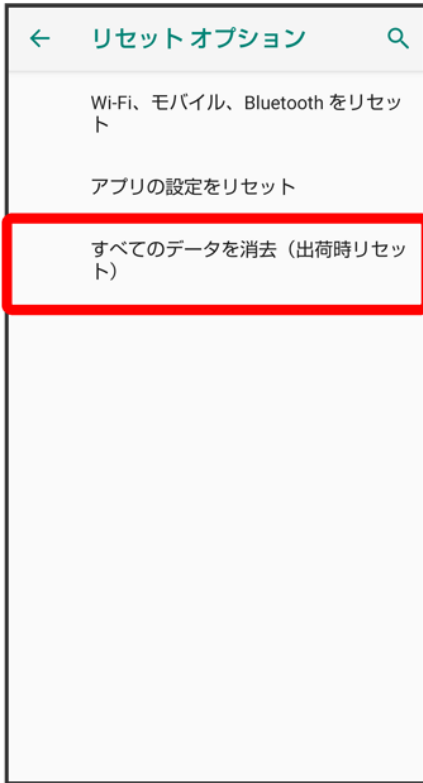 リセット オプション
Wi-Fi、モバイル、Bluetooth をリセッ
ト
アプリの設定をリセット
すべてのデータを消去（出荷時リセッ
ト）